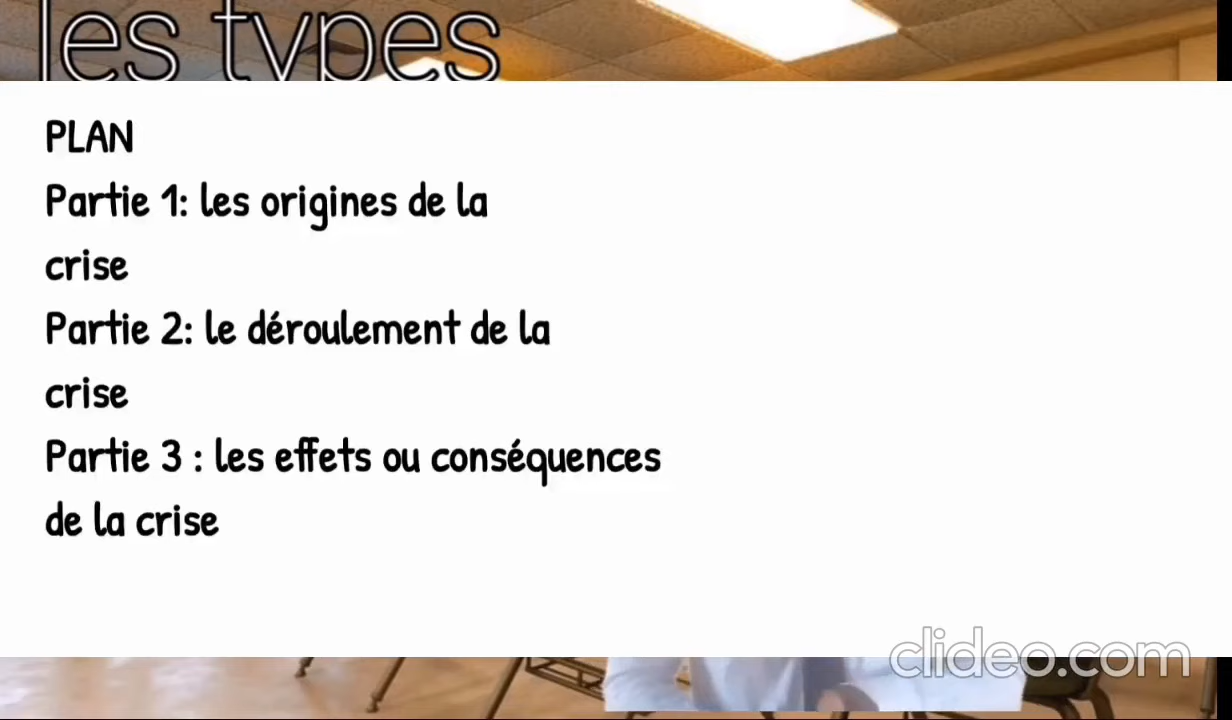 les types
PLAN
Partie 1: les origines de la
crise
Partie 2: le déroulement de la
crise
Partie 3 : les effets ou conséquences
de la crise
clideo.com